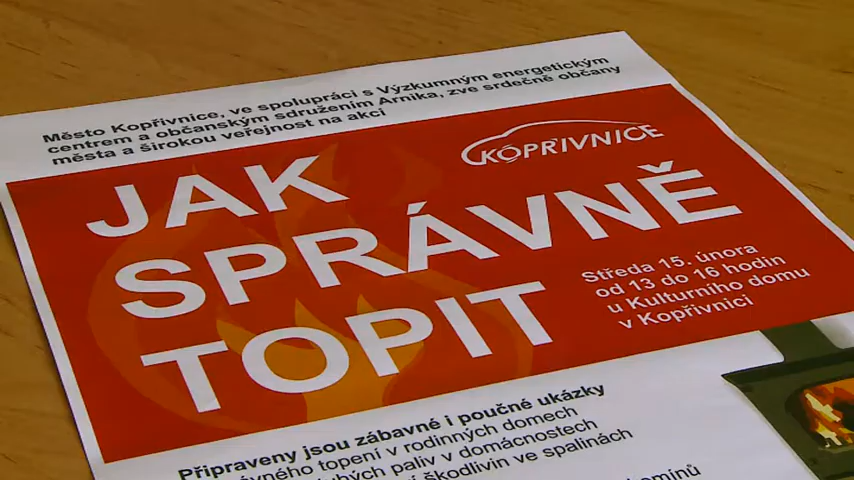 Město Kopřivnice, ve spolupráci s Výzkumným energetickým
centrem a občanským sdružením Arnika, zve srdečně občany
města a širokou veřejnost na akci
KOPŘIVNICE
JAK
SPRÁVNĚ
TOPIT
Středa 15. února
od 13 do 16 hodin
u Kulturního domu
v Kopřivnici
Připraveny jsou zábavné i poučné ukázky
topení v rodinných domech
paliv v domácnostech
škodlivin ve spalinách